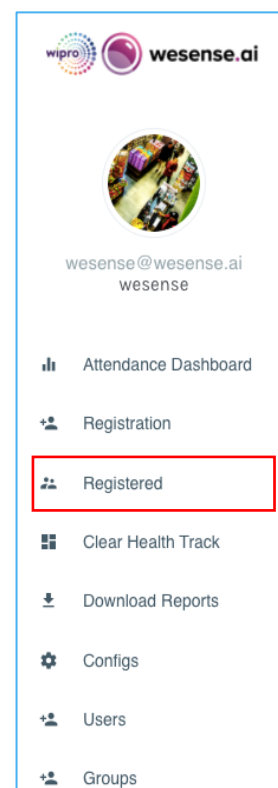 wipro wesense.ai
wesense@wesense.ai
wesense
Attendance Dashboard
Registration
Registered
Clear Health Track
Download Reports
Configs
Users
Groups